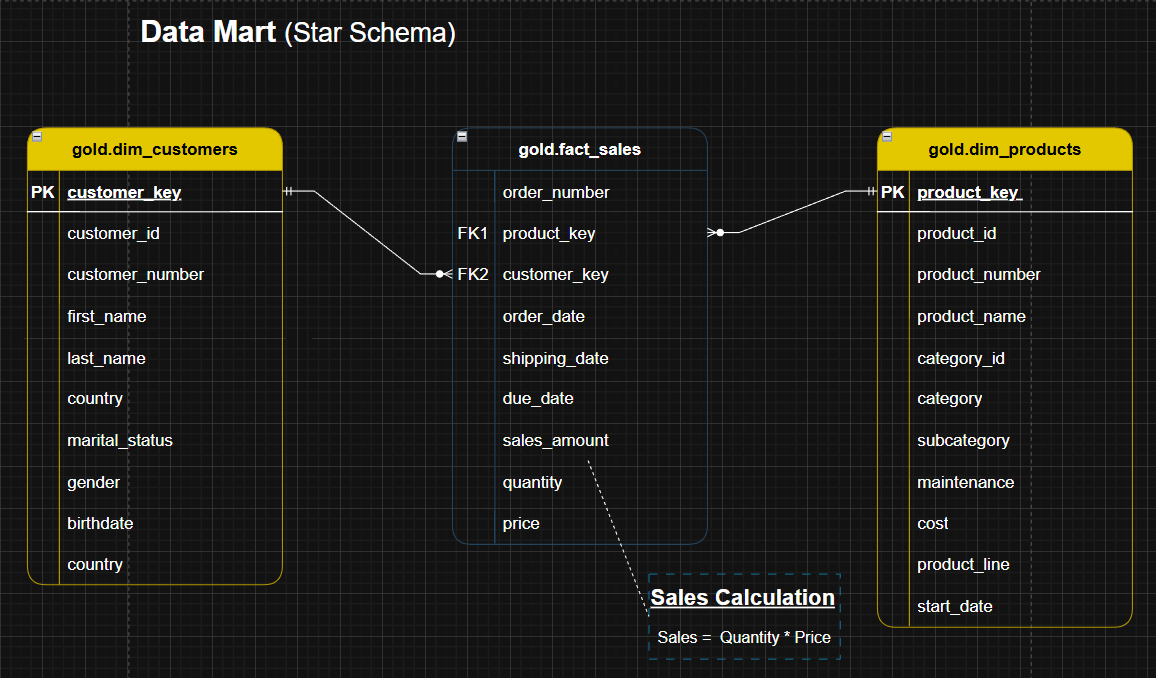 Data Mart (Star Schema)
gold.dim_customers
PK customer_key
customer_id
customer_number
first_name
last_name
country
marital_status
gender
birthdate
country
gold.fact_sales
order_number
FK1 product_key
FK2 customer_key
order_date
shipping_date
due_date
sales_amount
quantity
price
Sales Calculation
Sales = Quantity * Price
gold.dim_products
PK product_key
product_id
product_number
product_name
category_id
category
subcategory
maintenance
cost
product_line
start_date